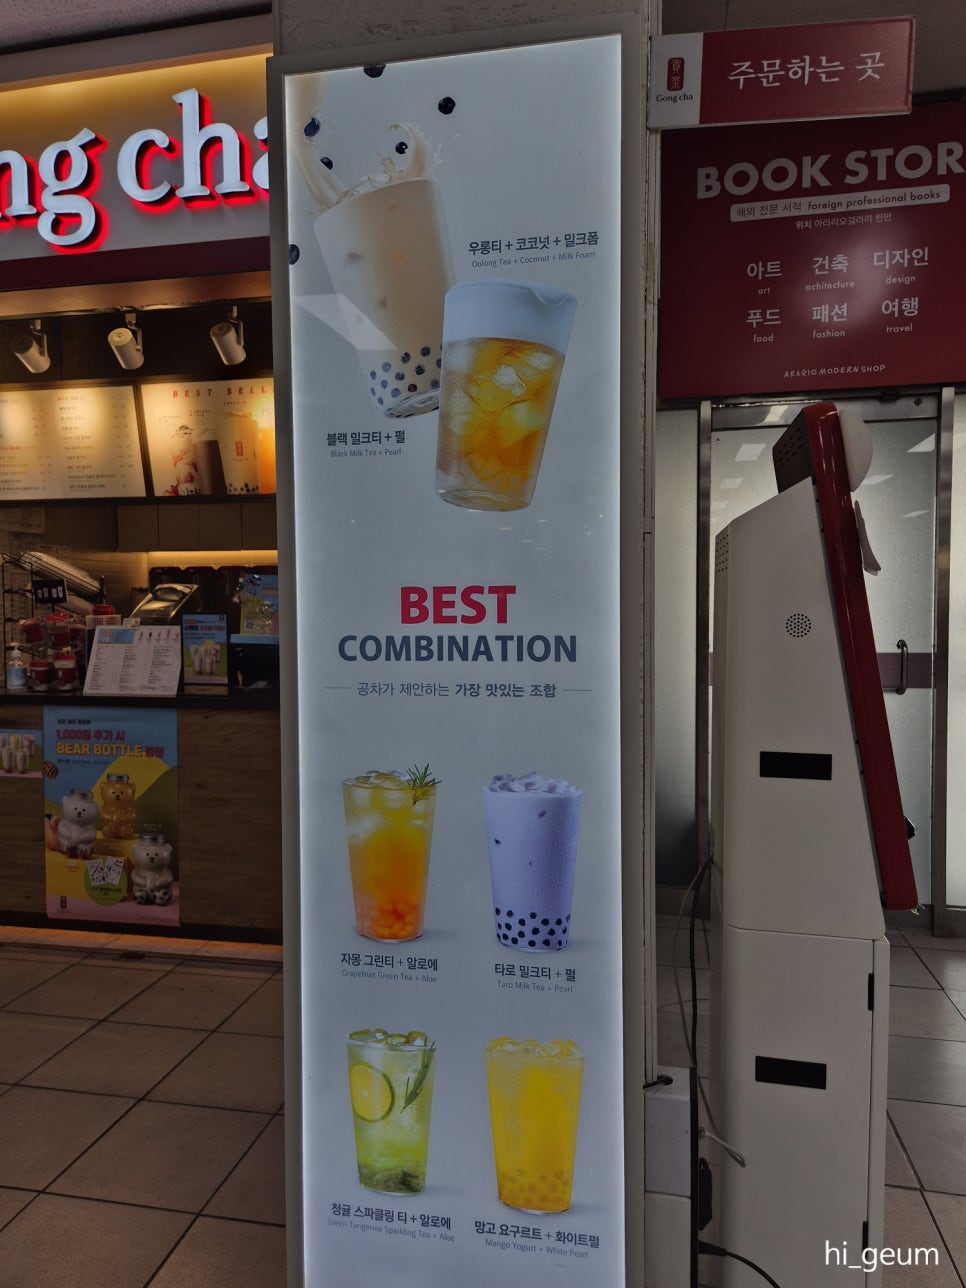 ng cha
Gong cha
주문하는 곳
BOOK STOR
해외 전문 서적 foreign professional books
위치 아라리오갤러리 천안
아트 건축 디자인
art achitecture design
푸드 패션 여행
food fashion travel
ARARIO MODERN SHOP
우롱티 + 코코넛 + 밀크폼
Oolong Tea + Coconut + Milk Foam
블랙 밀크티 + 펄
Black Milk Tea + Pearl
BEST
COMBINATION
공차가 제안하는 가장 맛있는 조합
자몽 그린티 + 알로에
Grapefruit Green Tea + Aloe
타로 밀크티 + 펄
Taro Milk Tea + Pearl
청귤 스파클링 티 + 알로에
Green Tangerine Sparkling Tea + Aloe
망고 요구르트 + 화이트펄
Mango Yogurt + White Pearl
BEST SELL
1,000원 추가 시
BEAR BOTTLE 증정
hi_geum